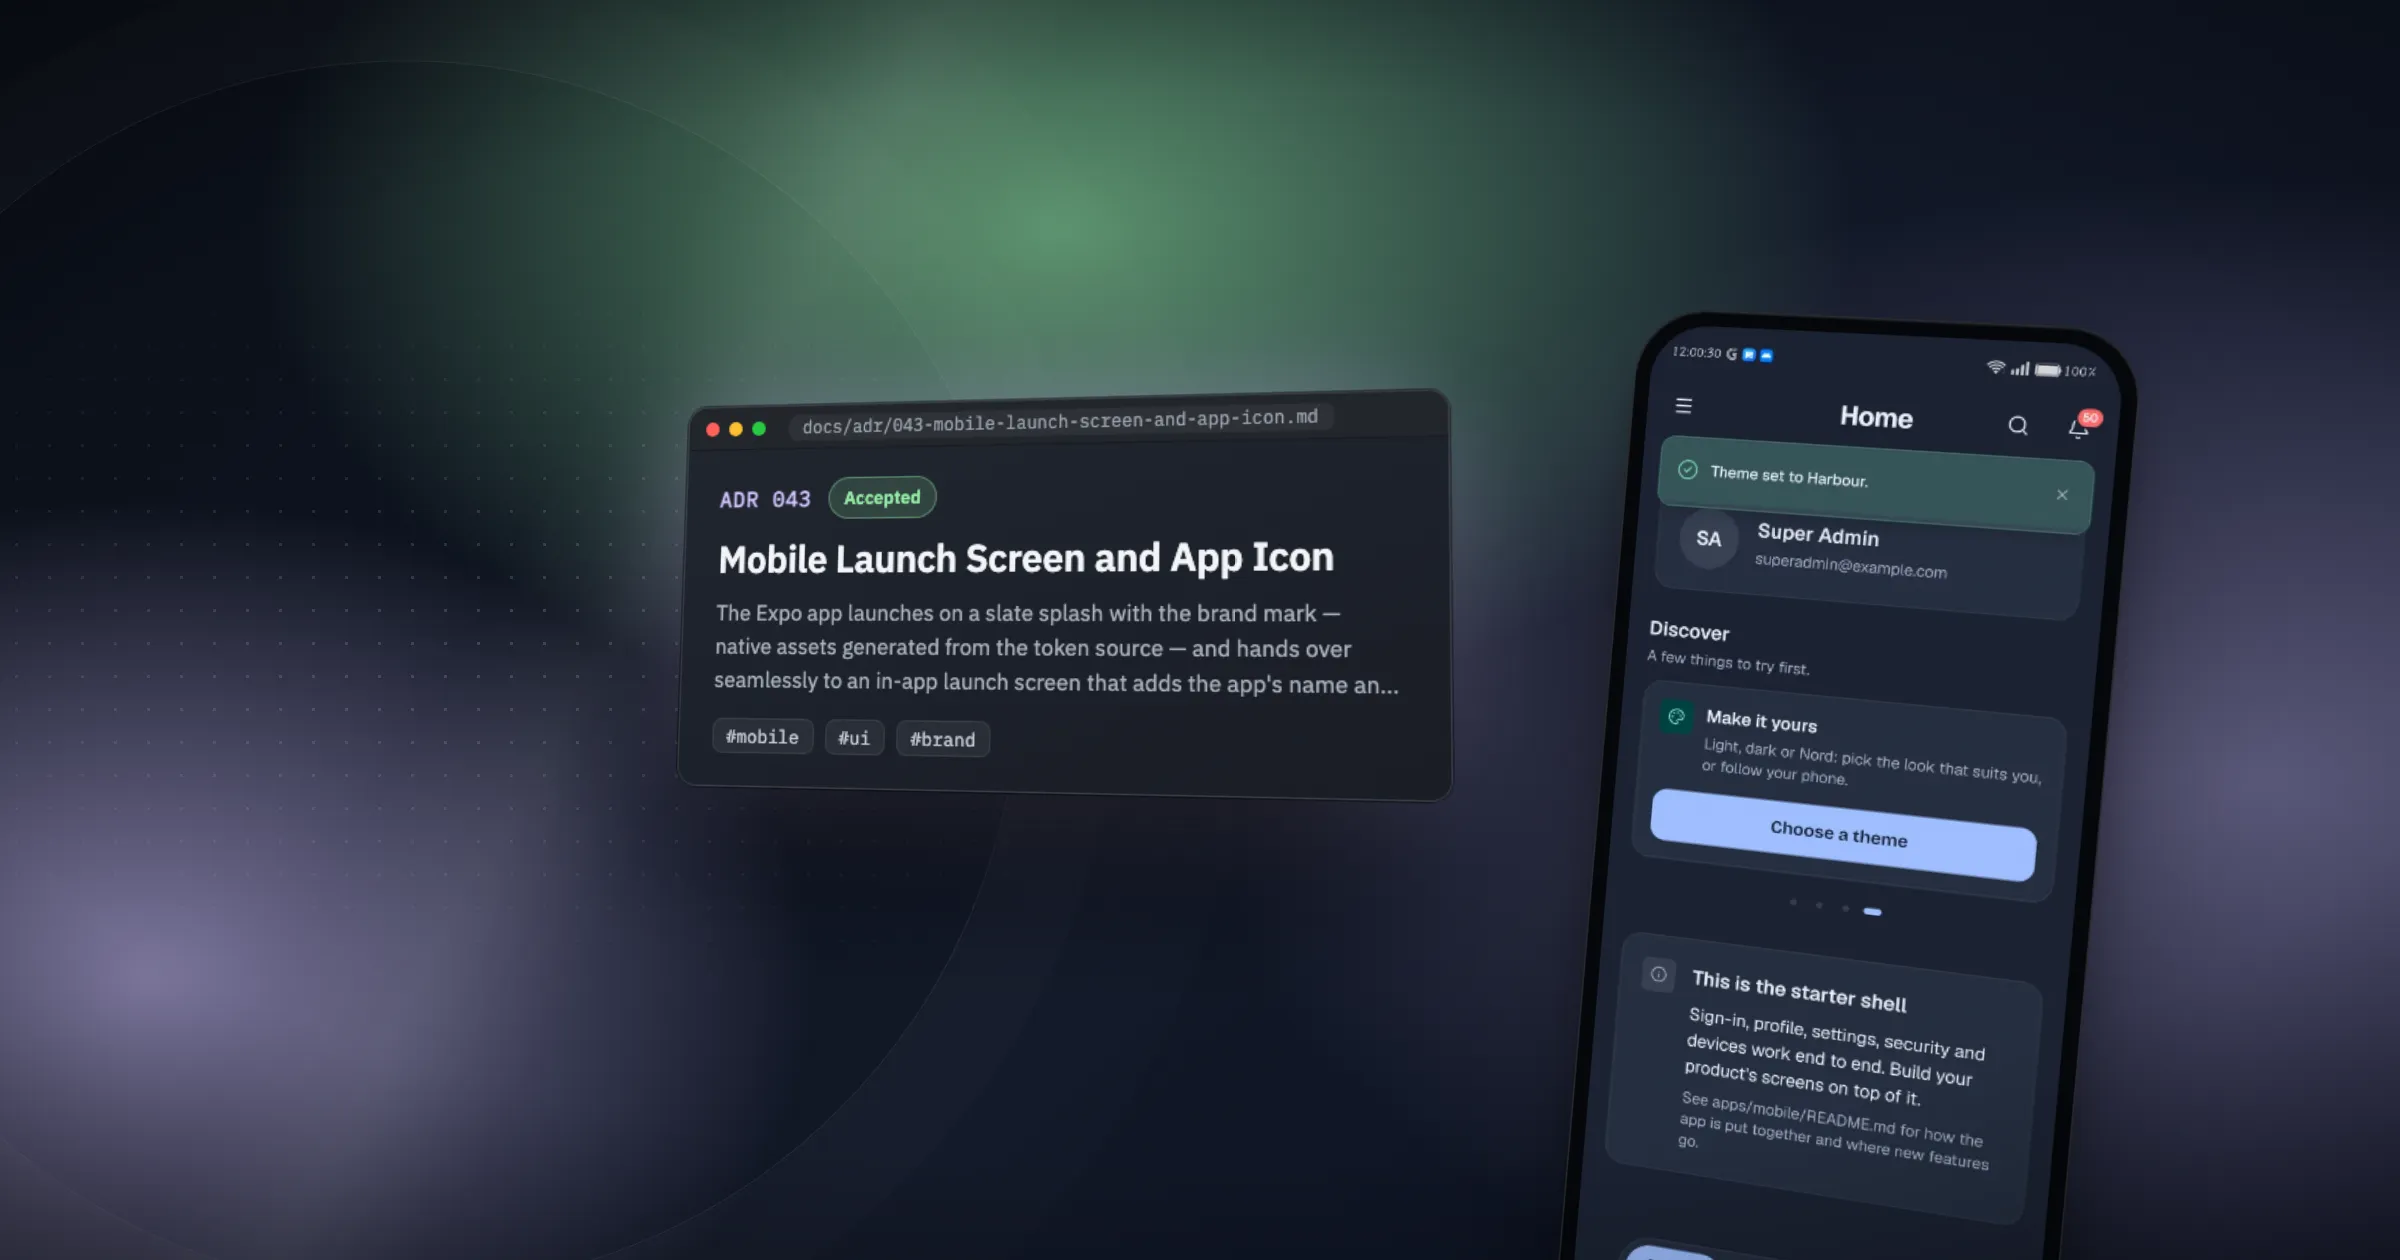 docs/adr/043-mobile-launch-screen-and-app-icon.md
ADR 043 Accepted
Mobile Launch Screen and App Icon
The Expo app launches on a slate splash with the brand mark —
native assets generated from the token source — and hands over
seamlessly to an in-app launch screen that adds the app's name an...
#mobile #ui #brand
12:00:30 100%
Home
50
Theme set to Harbour.
SA
Super Admin
superadmin@example.com
Discover
A few things to try first.
Make it yours
Light, dark or Nord: pick the look that suits you,
or follow your phone.
Choose a theme
This is the starter shell
Sign-in, profile, settings, security and
devices work end to end. Build your
product's screens on top of it.
See apps/mobile/README.md for how the
app is put together and where new features
go.